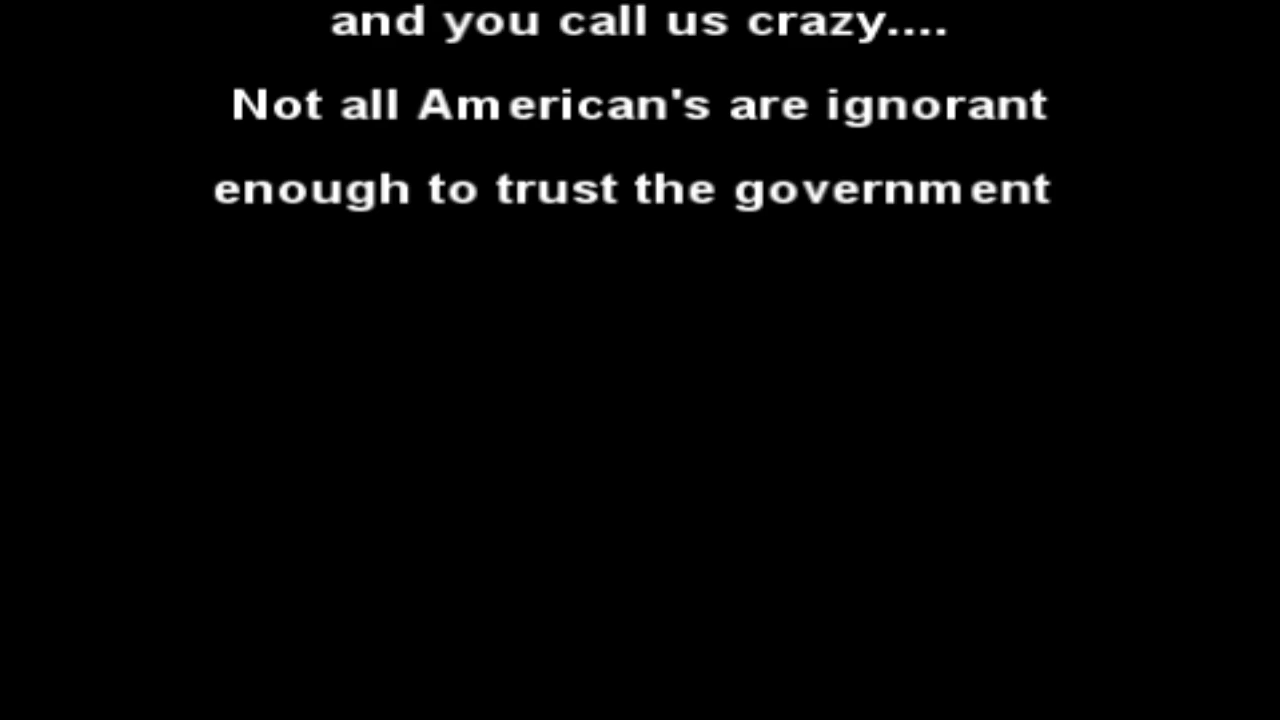 and you call us crazy....
Not all American's are ignorant
enough to trust the government